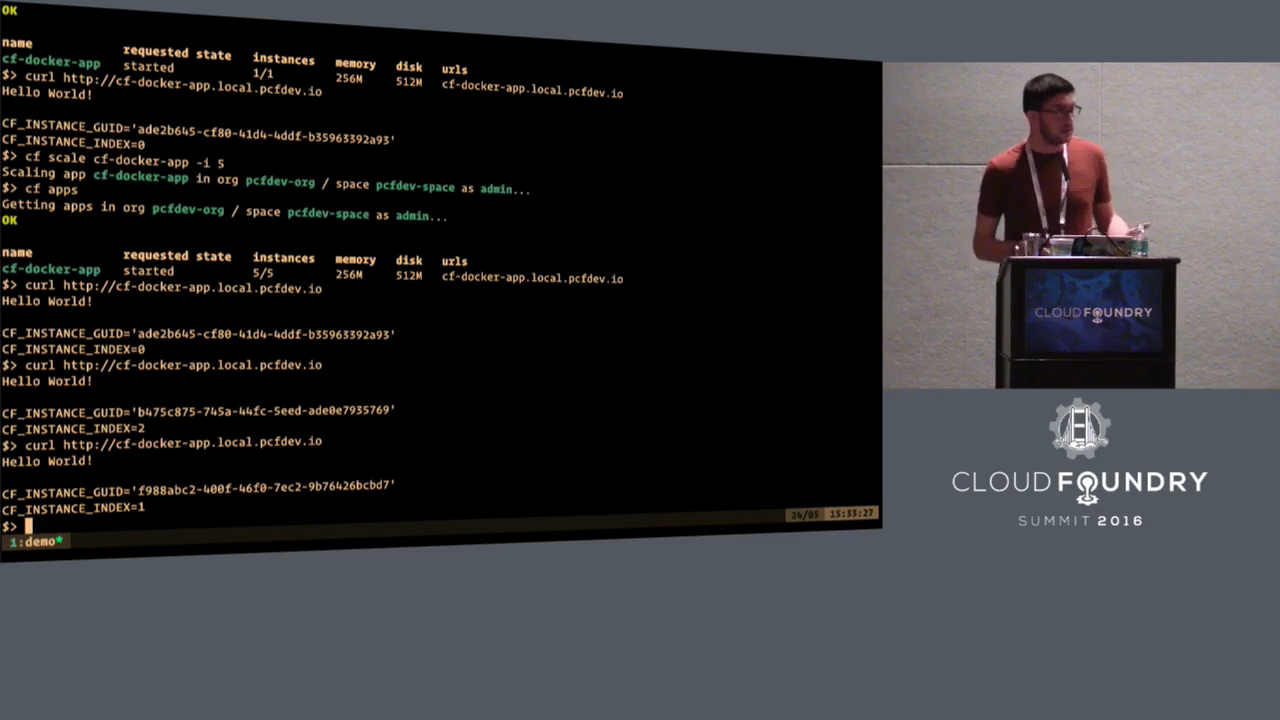 OK
name requested state instances memory disk urls
cf-docker-app started 1/1 256M 512M cf-docker-app.local.pcfdev.io
$> curl http://cf-docker-app.local.pcfdev.io
Hello World!
CF_INSTANCE_GUID='ade2b645-cf80-41d4-4ddf-b35963392a93'
CF_INSTANCE_INDEX=0
$> cf scale cf-docker-app -i 5
Scaling app cf-docker-app in org pcfdev-org / space pcfdev-space as admin...
$> cf apps
Getting apps in org pcfdev-org / space pcfdev-space as admin...
OK
name requested state instances memory disk urls
cf-docker-app started 5/5 256M 512M cf-docker-app.local.pcfdev.io
$> curl http://cf-docker-app.local.pcfdev.io
Hello World!
CF_INSTANCE_GUID='ade2b645-cf80-41d4-4ddf-b35963392a93'
CF_INSTANCE_INDEX=0
$> curl http://cf-docker-app.local.pcfdev.io
Hello World!
CF_INSTANCE_GUID='b475c875-745a-44fc-5eed-ade0e7935769'
CF_INSTANCE_INDEX=2
$> curl http://cf-docker-app.local.pcfdev.io
Hello World!
CF_INSTANCE_GUID='f988abc2-400f-46f0-7ec2-9b76426bcbd7'
CF_INSTANCE_INDEX=1
$>
24/05 15:33:27
1:demo*
CLOUD FOUNDRY
CLOUD FOUNDRY
SUMMIT 2016